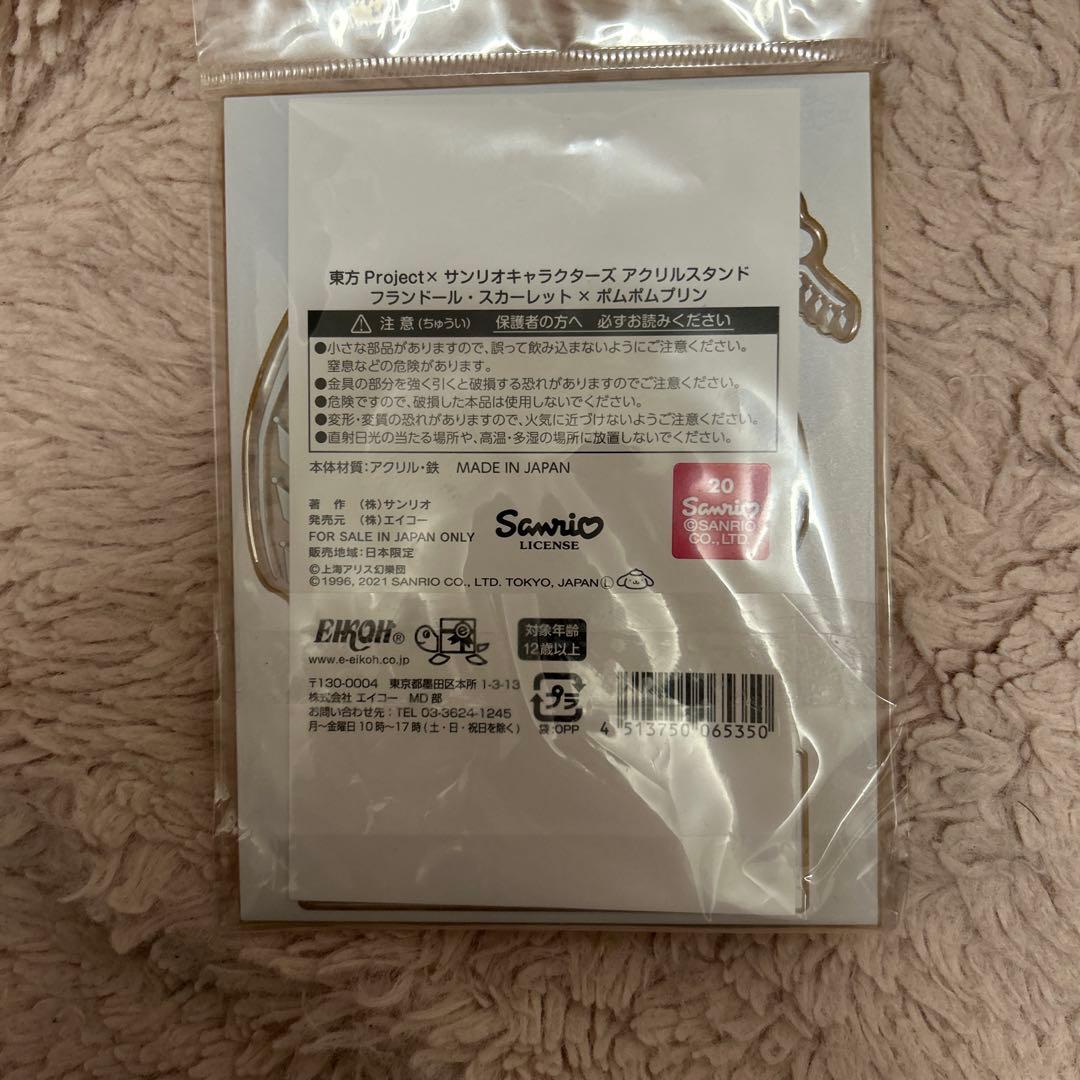 東方 Project× サンリオキャラクターズ アクリルスタンド
フランドール・スカーレット × ポムポムプリン
注意(ちゅうい) 保護者の方へ 必ずお読みください
●小さな部品がありますので、誤って飲み込まないようにご注意ください。
窒息などの危険があります。
●金具の部分を強く引くと破損する恐れがありますのでご注意ください。
●危険ですので、破損した本品は使用しないでください。
●変形・変質の恐れがありますので、火気に近づけないようご注意ください。
●直射日光の当たる場所や、高温・多湿の場所に放置しないでください。
本体材質:アクリル・鉄 MADE IN JAPAN
著 作 (株)サンリオ
発売元 (株)エイコー
FOR SALE IN JAPAN ONLY
販売地域:日本限定
©上海アリス幻樂団
©1996, 2021 SANRIO CO., LTD. TOKYO, JAPAN Ⓛ
Sanrio
LICENSE
20
Sanrio
©SANRIO
CO., LTD.
EIKOH®
www.e-eikoh.co.jp
対象年齢
12歳以上
〒130-0004 東京都墨田区本所 1-3-13
株式会社 エイコー MD部
お問い合わせ先:TEL 03-3624-1245
月~金曜日10時~17時(土・日・祝日を除く)
プラ
袋:OPP
4 513750 065350